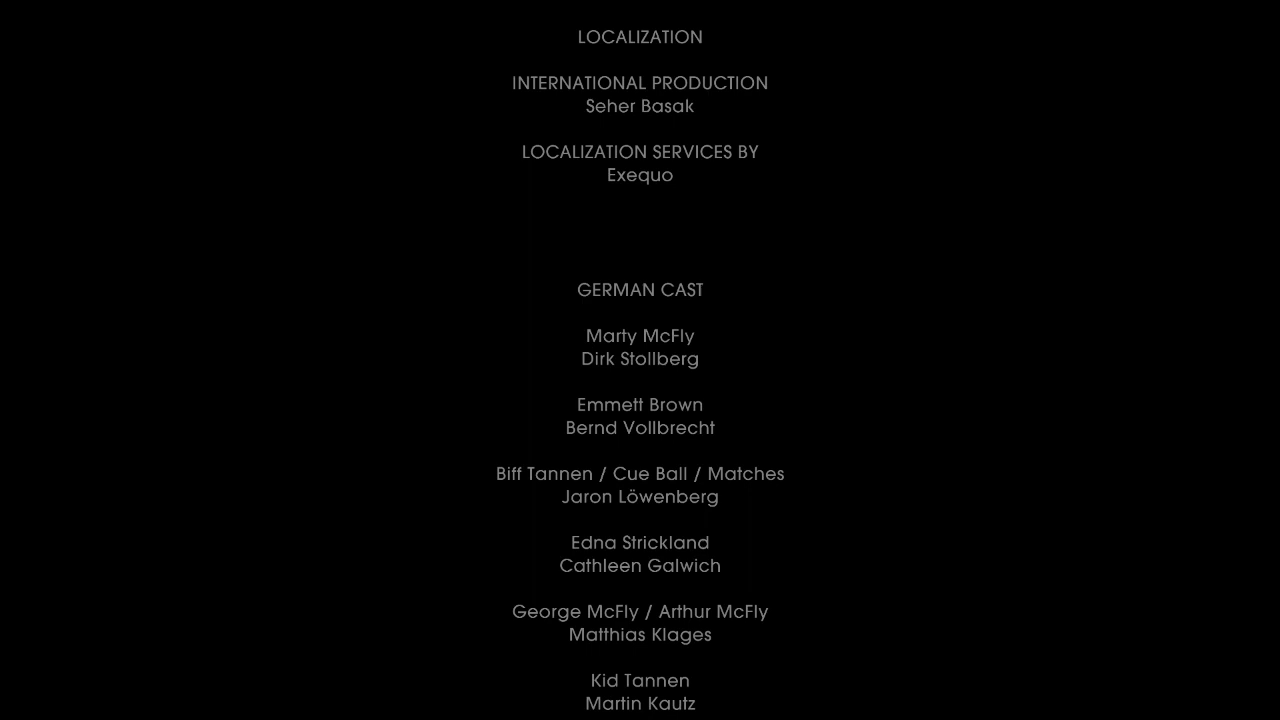 LOCALIZATION
INTERNATIONAL PRODUCTION
Seher Basak
LOCALIZATION SERVICES BY
Exequo
GERMAN CAST
Marty McFly
Dirk Stollberg
Emmett Brown
Bernd Vollbrecht
Biff Tannen / Cue Ball / Matches
Jaron Löwenberg
Edna Strickland
Cathleen Galwich
George McFly / Arthur McFly
Matthias Klages
Kid Tannen
Martin Kautz